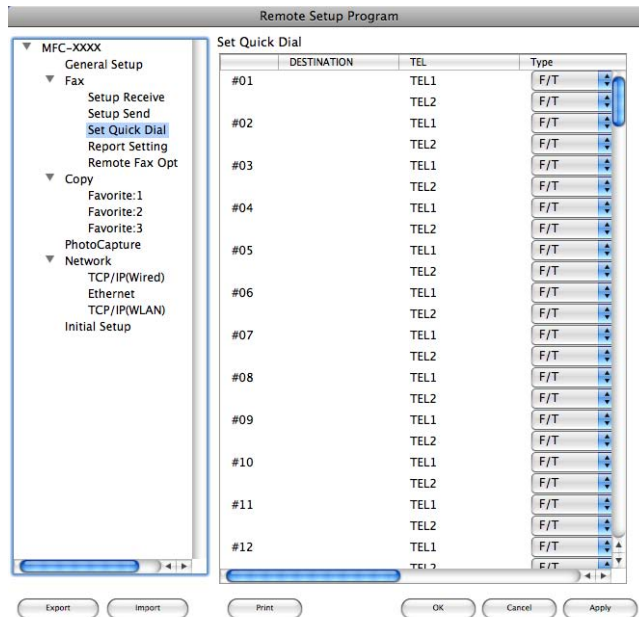 Remote Setup Program
MFC-XXXX
General Setup
Fax
Setup Receive
Setup Send
Set Quick Dial
Report Setting
Remote Fax Opt
Copy
Favorite:1
Favorite:2
Favorite:3
PhotoCapture
Network
TCP/IP(Wired)
Ethernet
TCP/IP(WLAN)
Initial Setup
Set Quick Dial
DESTINATION TEL Type
#01 TEL1 F/T
TEL2 F/T
#02 TEL1 F/T
TEL2 F/T
#03 TEL1 F/T
TEL2 F/T
#04 TEL1 F/T
TEL2 F/T
#05 TEL1 F/T
TEL2 F/T
#06 TEL1 F/T
TEL2 F/T
#07 TEL1 F/T
TEL2 F/T
#08 TEL1 F/T
TEL2 F/T
#09 TEL1 F/T
TEL2 F/T
#10 TEL1 F/T
TEL2 F/T
#11 TEL1 F/T
TEL2 F/T
#12 TEL1 F/T
TEL2 F/T
Export Import Print OK Cancel Apply